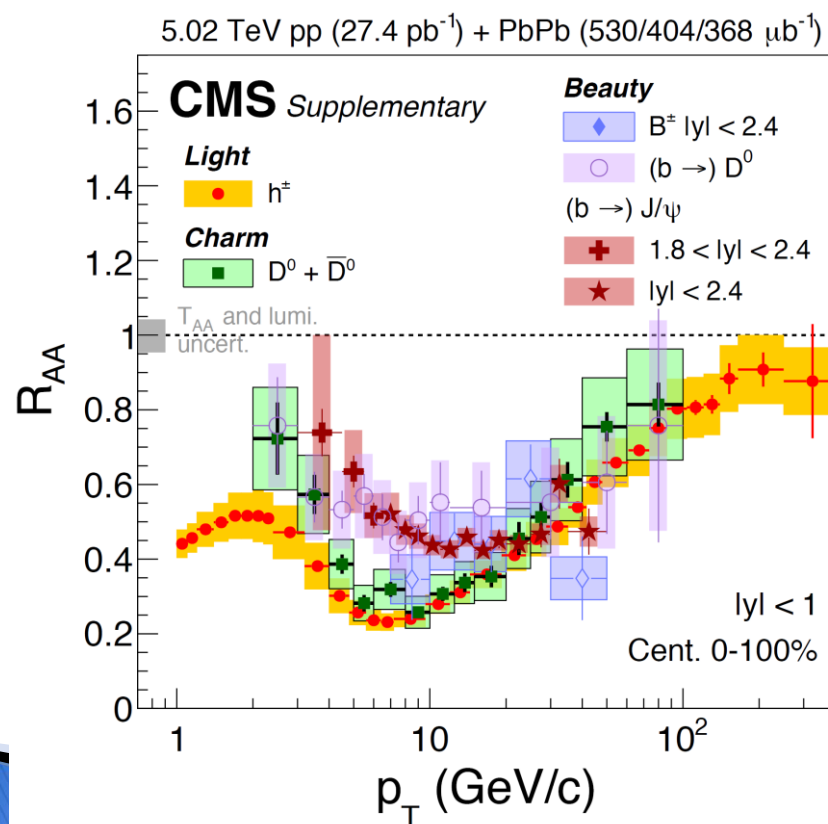 5.02 TeV pp (27.4 pb⁻¹) + PbPb (530/404/368 μb⁻¹)
CMS Supplementary
Light
h±
Charm
D⁰ + D̅⁰
Beauty
B± |y| < 2.4
(b →) D⁰
(b →) J/ψ
1.8 < |y| < 2.4
|y| < 2.4
T_AA and lumi.
uncert.
|y| < 1
Cent. 0-100%
R_AA
1.6
1.4
1.2
1
0.8
0.6
0.4
0.2
0
1
10
10²
p_T (GeV/c)